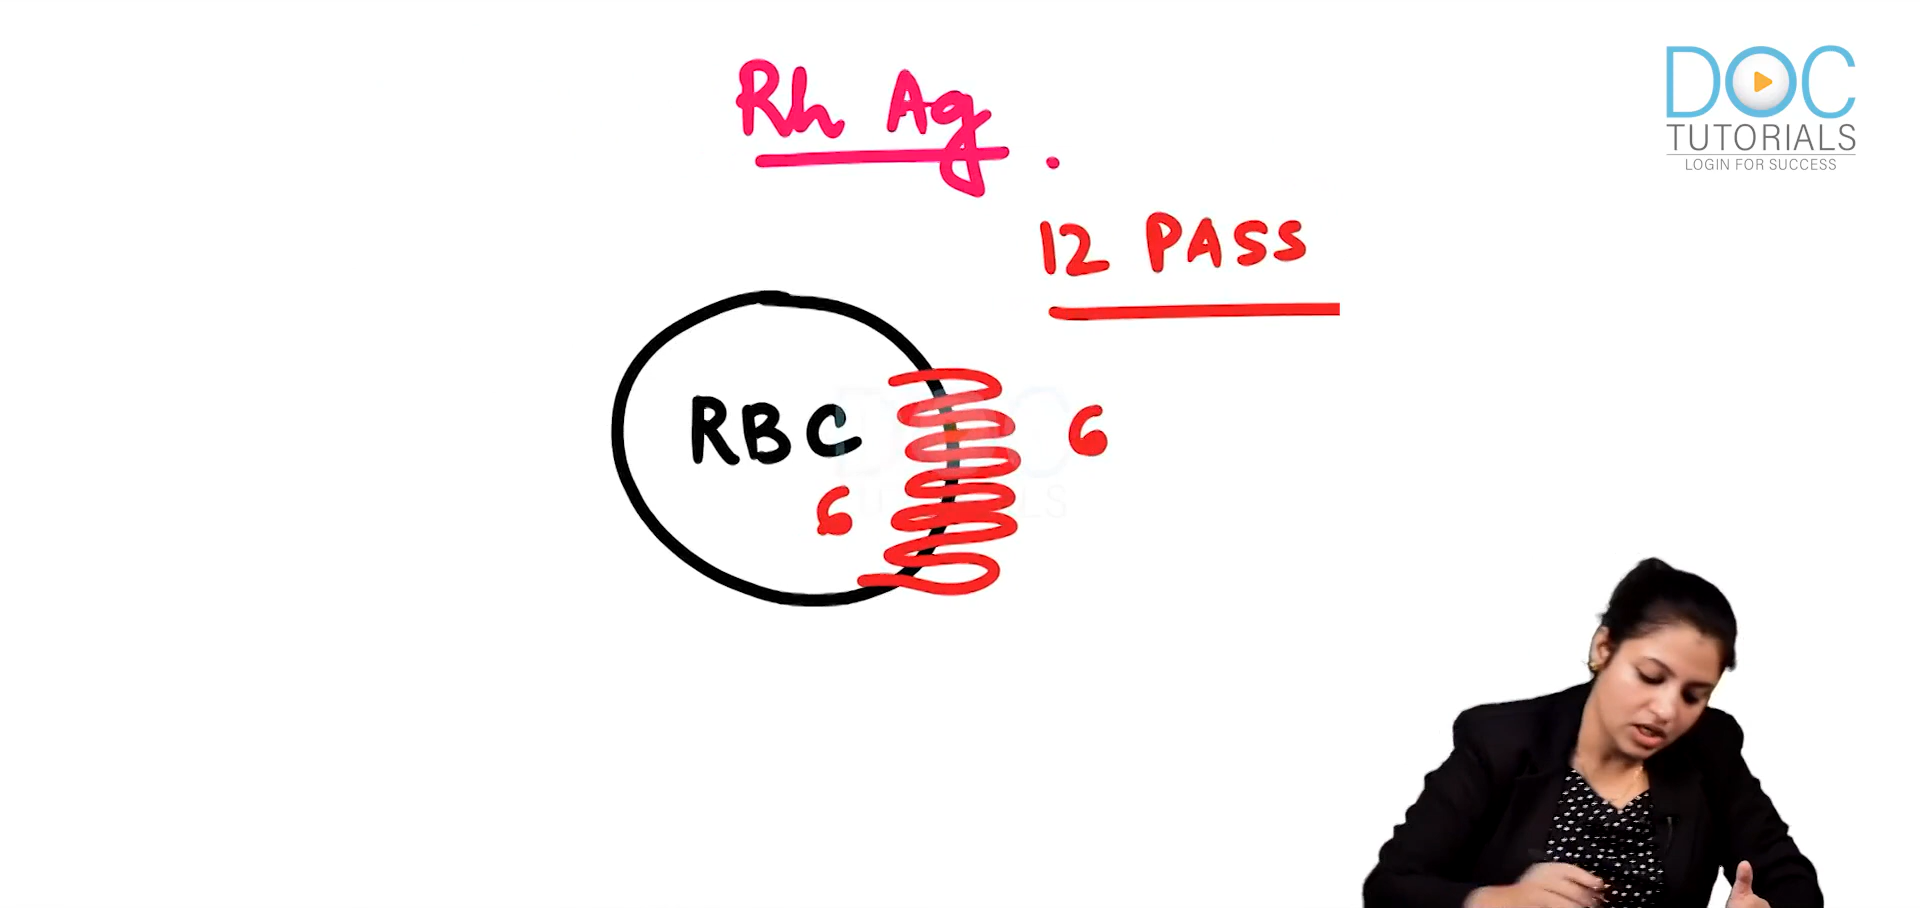 Rh Ag.
DOC
TUTORIALS
LOGIN FOR SUCCESS
12 PASS
RBC
6
6